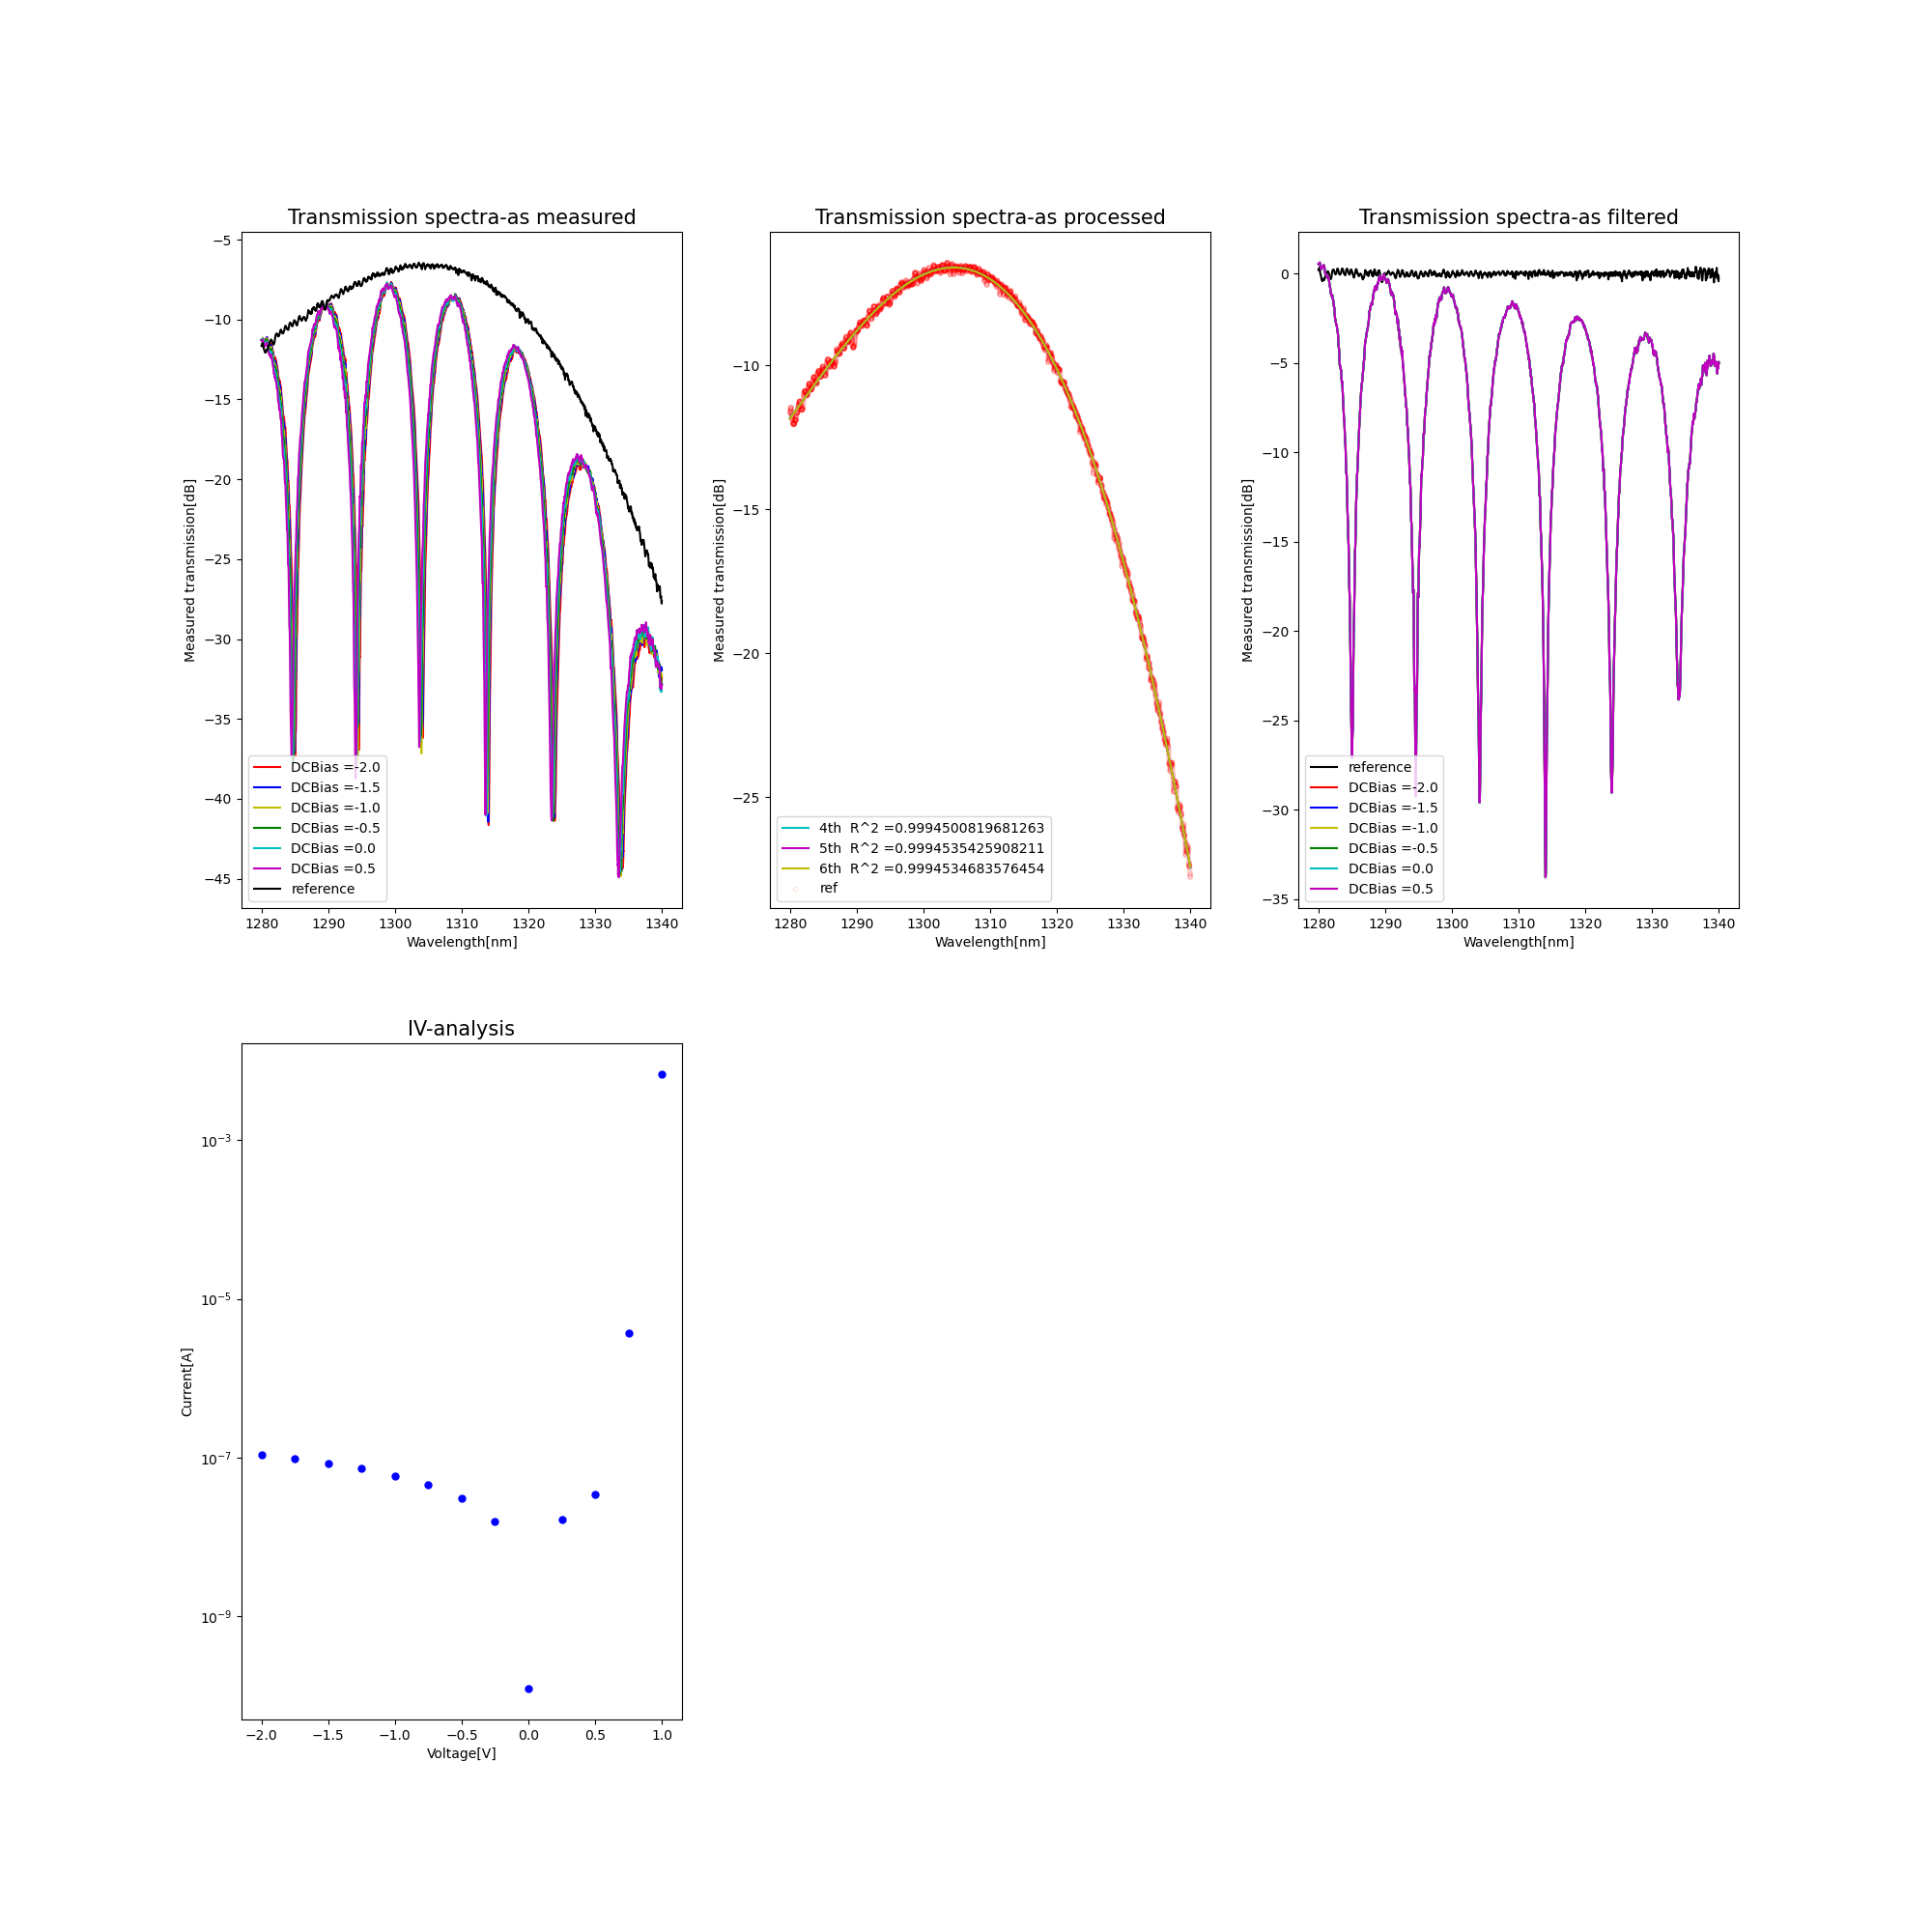 Transmission spectra-as measured
Measured transmission[dB]
−5
−10
−15
−20
−25
−30
−35
−40
−45
DCBias =-2.0
DCBias =-1.5
DCBias =-1.0
DCBias =-0.5
DCBias =0.0
DCBias =0.5
reference
1280 1290 1300 1310 1320 1330 1340
Wavelength[nm]
Transmission spectra-as processed
Measured transmission[dB]
−10
−15
−20
−25
4th R^2 =0.9994500819681263
5th R^2 =0.9994535425908211
6th R^2 =0.9994534683576454
ref
1280 1290 1300 1310 1320 1330 1340
Wavelength[nm]
Transmission spectra-as filtered
Measured transmission[dB]
0
−5
−10
−15
−20
−25
−30
−35
reference
DCBias =-2.0
DCBias =-1.5
DCBias =-1.0
DCBias =-0.5
DCBias =0.0
DCBias =0.5
1280 1290 1300 1310 1320 1330 1340
Wavelength[nm]
IV-analysis
Current[A]
10⁻³
10⁻⁵
10⁻⁷
10⁻⁹
−2.0 −1.5 −1.0 −0.5 0.0 0.5 1.0
Voltage[V]